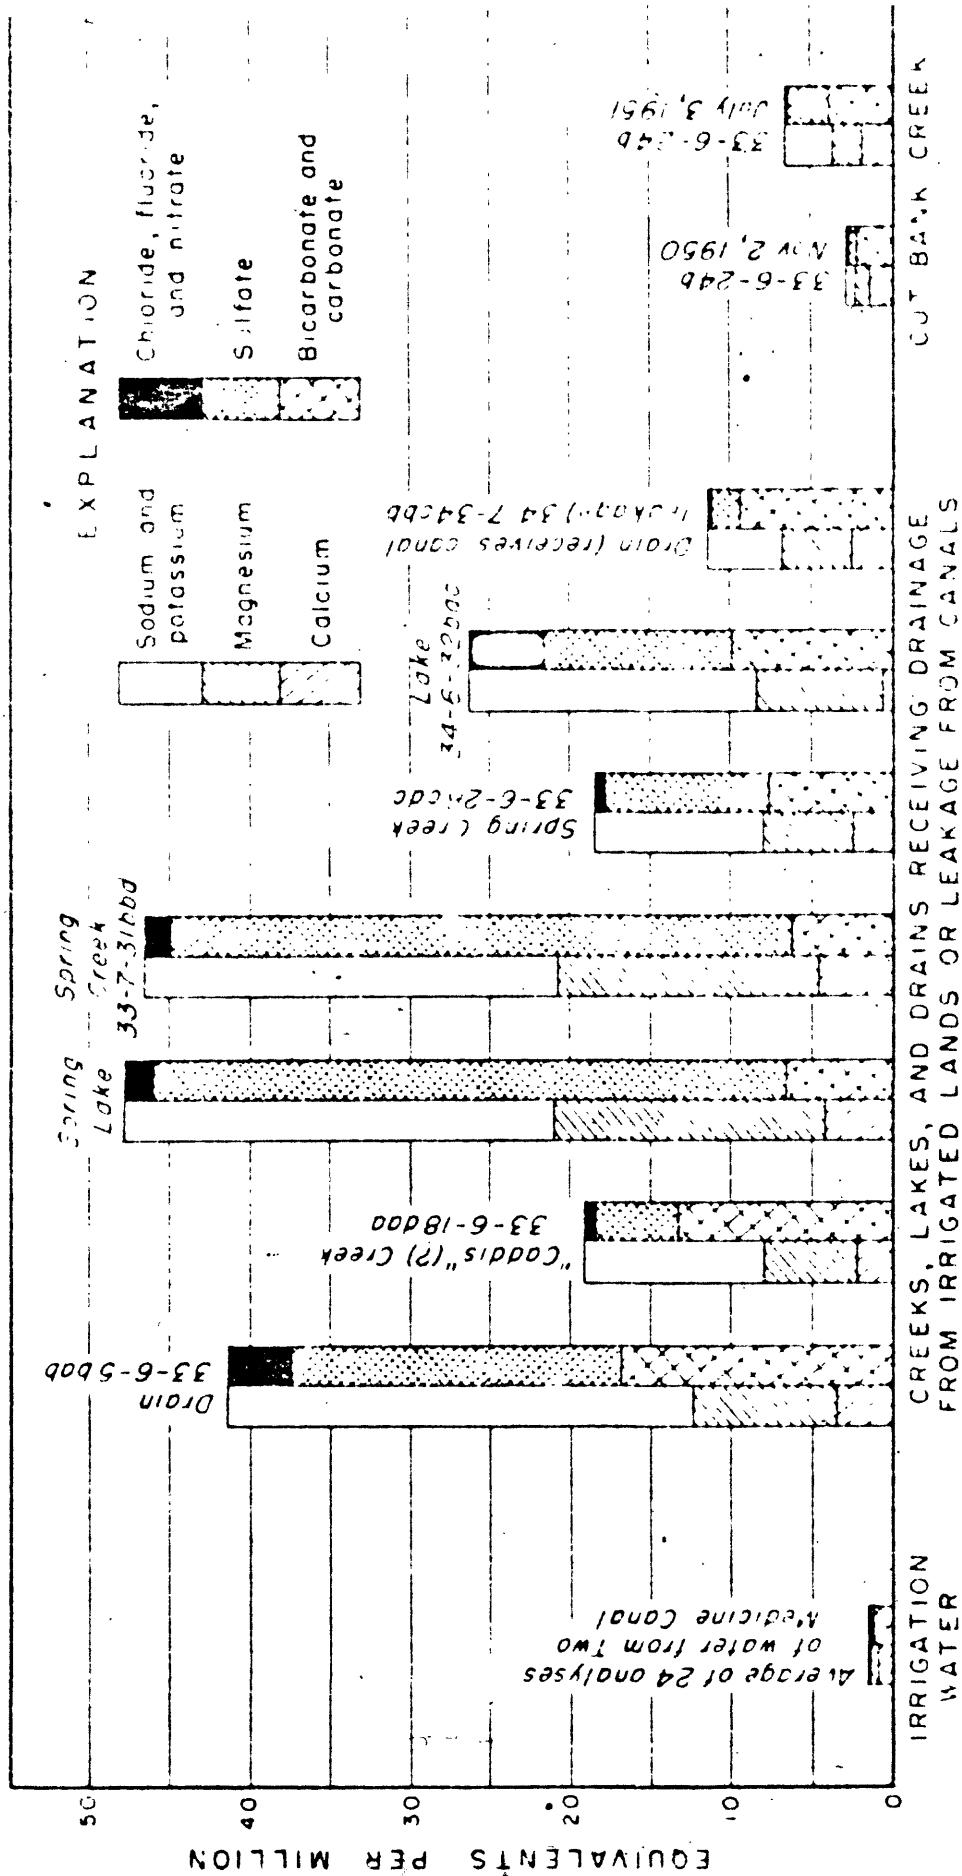 EQUIVALENTS PER MILLION
50
40
30
20
10
0
EXPLANATION
Sodium and
potassium
Magnesium
Calcium
Chloride, fluoride,
and nitrate
Sulfate
Bicarbonate and
carbonate
Average of 24 analyses
of water from Two
Medicine Canal
Drain
33-6-5bab
"Caddis"(?) Creek
33-6-18daa
Spring
Lake
Spring
Creek
33-7-31bbd
Spring Creek
Lake
Drain (receives canal
leakage) 34-7-34cbb
33-6-24b
Nov 2, 1950
33-6-24b
July 3, 1951
IRRIGATION
WATER
CREEKS, LAKES, AND DRAINS RECEIVING DRAINAGE
FROM IRRIGATED LANDS OR LEAKAGE FROM CANALS
CUT BANK CREEK